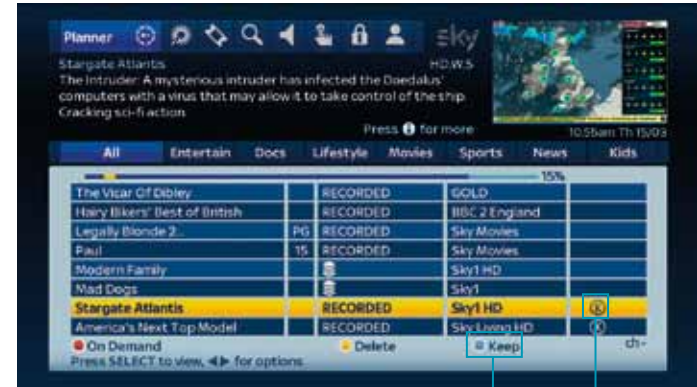 Planner
sky
Stargate Atlantis HD,W,S
The Intruder: A mysterious intruder has infected the Daedalus'
computers with a virus that may allow it to take control of the ship.
Cracking sci-fi action
Press i for more
10.55am Th 15/03
All Entertain Docs Lifestyle Movies Sports News Kids
15%
The Vicar Of Dibley RECORDED GOLD
Hairy Bikers' Best of British RECORDED BBC 2 England
Legally Blonde 2.. PG RECORDED Sky Movies
Paul 15 RECORDED Sky Movies
Modern Family Sky1 HD
Mad Dogs Sky1
Stargate Atlantis RECORDED Sky1 HD K
America's Next Top Model RECORDED Sky Living HD K
On Demand Delete Keep ch-
Press SELECT to view, ◄► for options